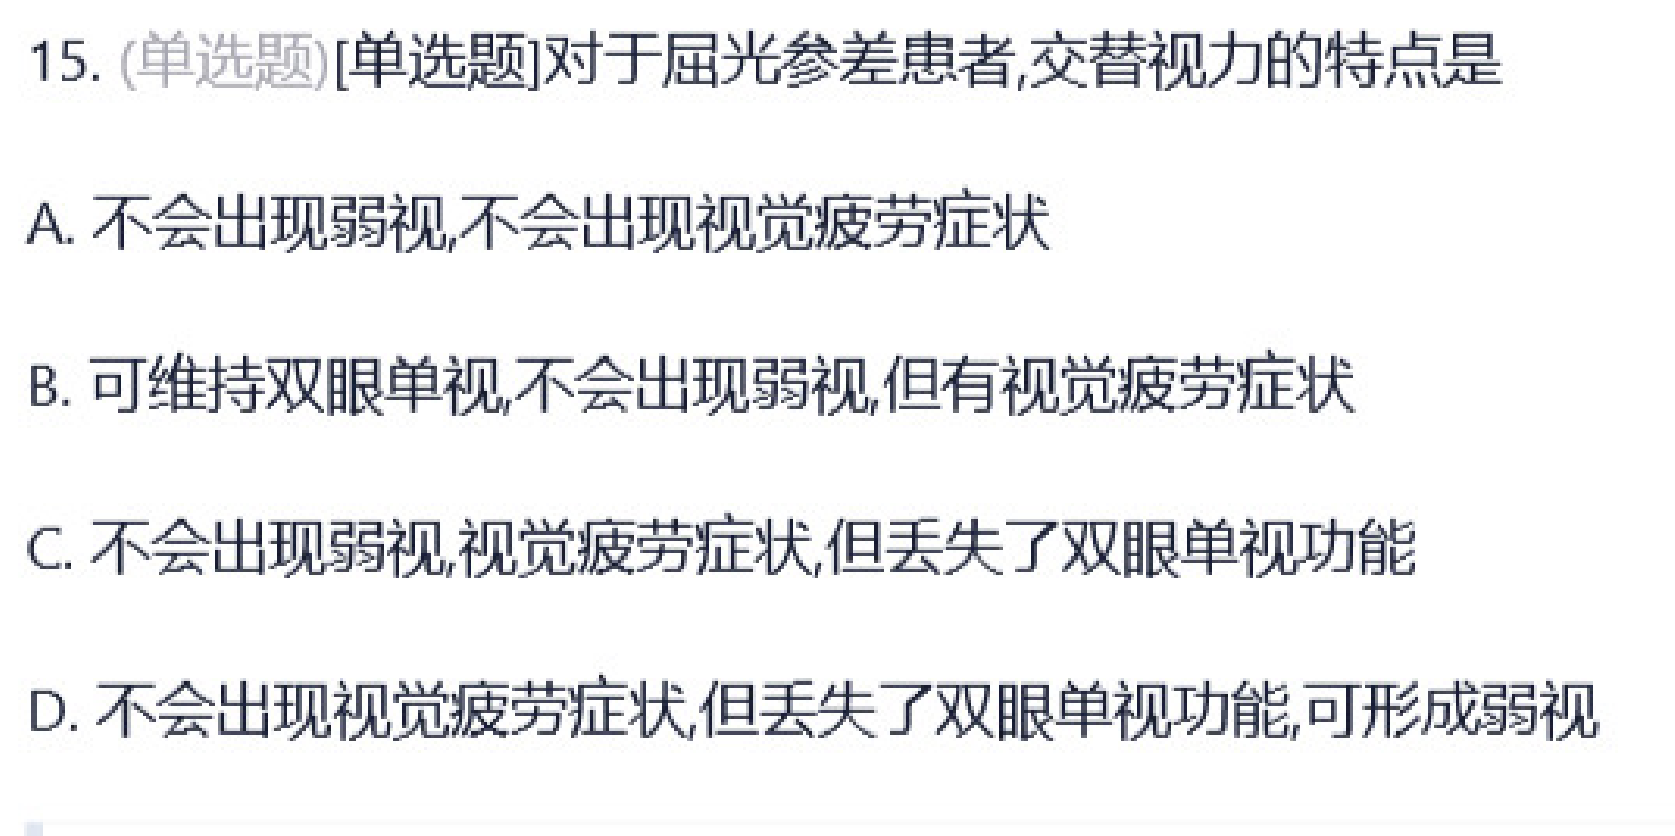 15. (单选题)[单选题]对于屈光参差患者,交替视力的特点是
A. 不会出现弱视,不会出现视觉疲劳症状
B. 可维持双眼单视,不会出现弱视,但有视觉疲劳症状
C. 不会出现弱视,视觉疲劳症状,但丢失了双眼单视功能
D. 不会出现视觉疲劳症状,但丢失了双眼单视功能,可形成弱视